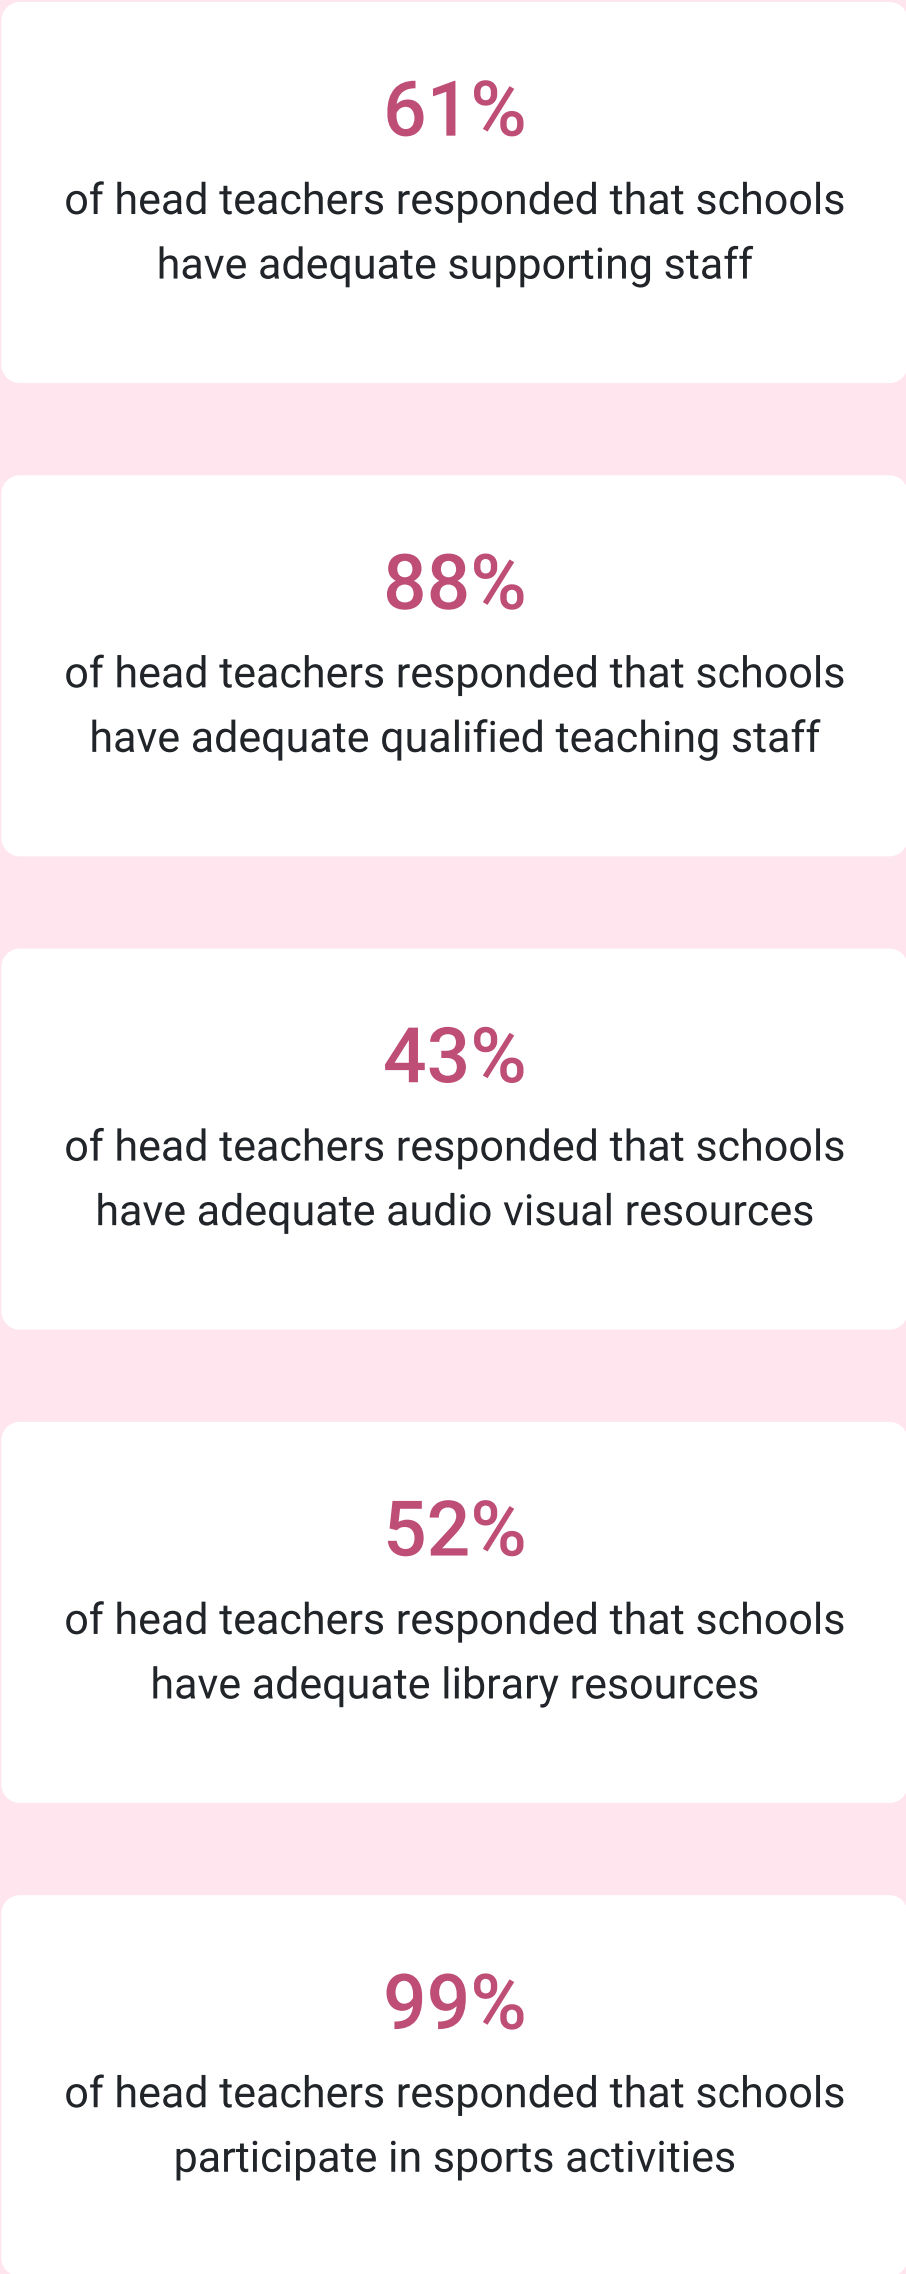 61%
of head teachers responded that schools
have adequate supporting staff
88%
of head teachers responded that schools
have adequate qualified teaching staff
43%
of head teachers responded that schools
have adequate audio visual resources
52%
of head teachers responded that schools
have adequate library resources
99%
of head teachers responded that schools
participate in sports activities